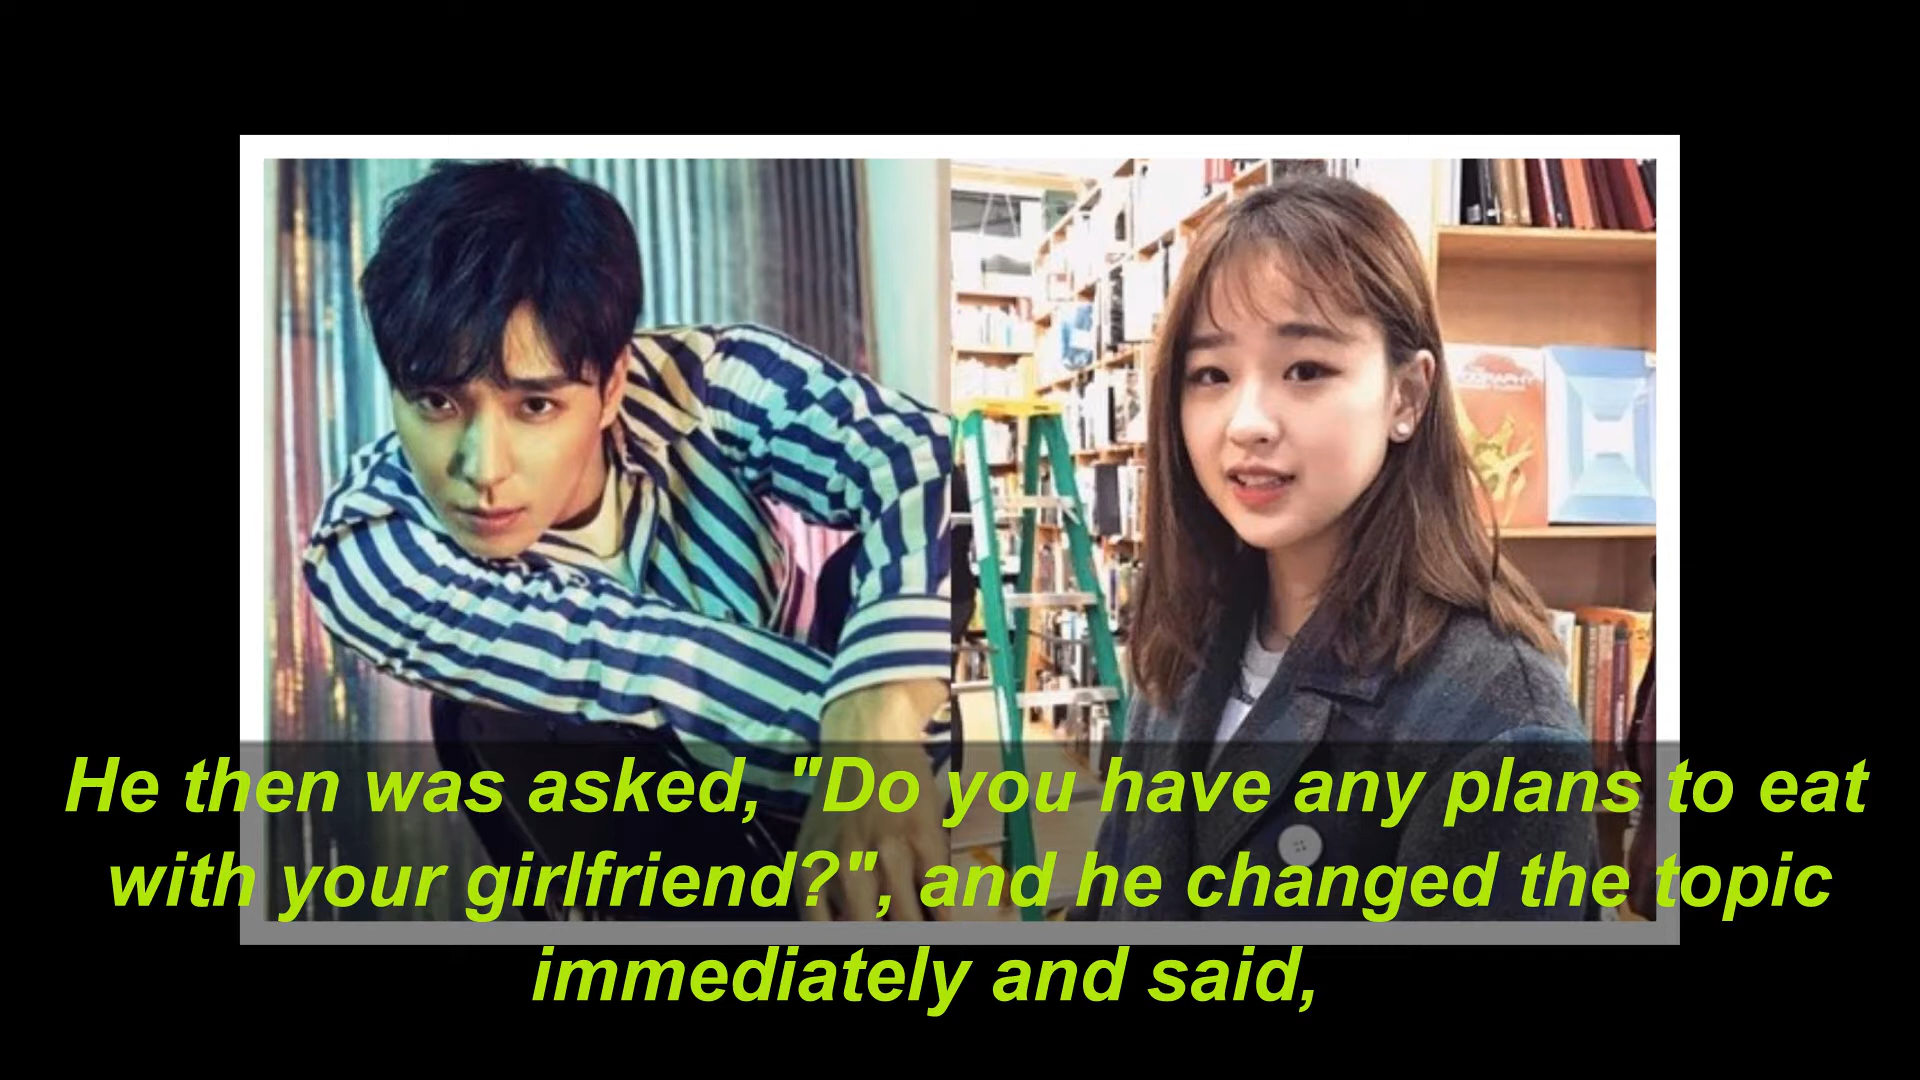 He then was asked, "Do you have any plans to eat
with your girlfriend?", and he changed the topic
immediately and said,